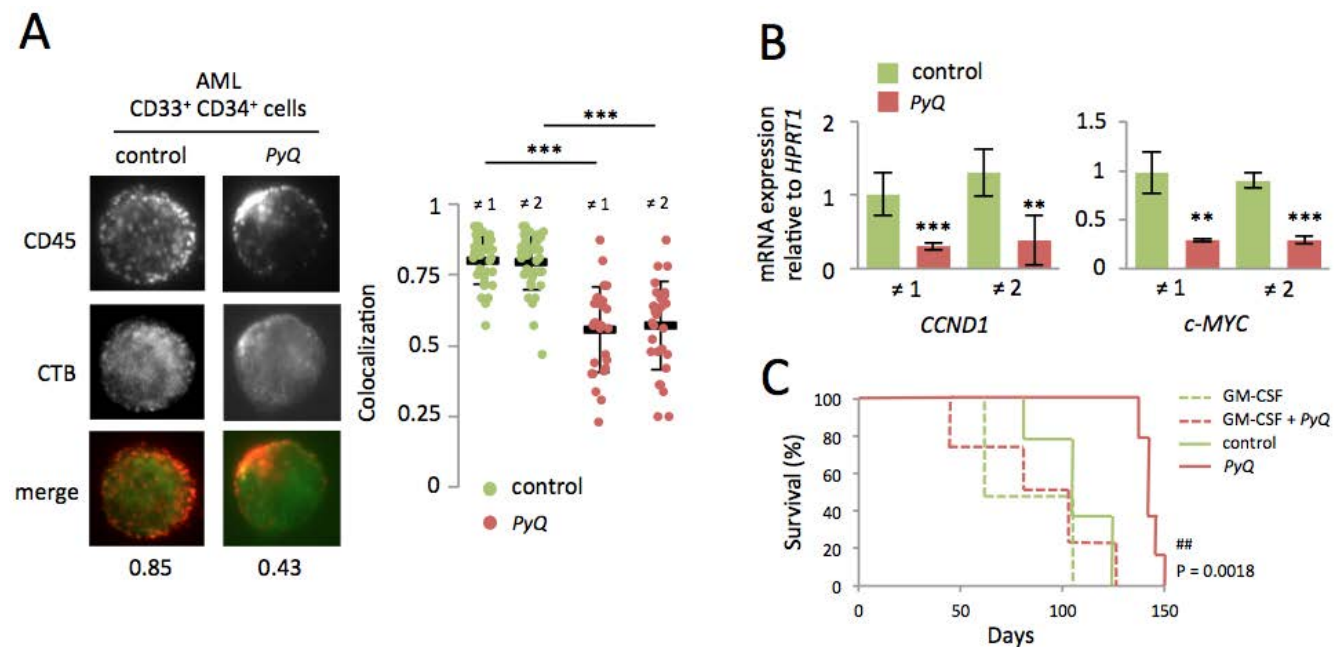 A
AML
CD33⁺ CD34⁺ cells
control PyQ
CD45
CTB
merge
0.85 0.43
***
***
≠ 1 ≠ 2 ≠ 1 ≠ 2
Colocalization
1
0.75
0.5
0.25
0
control
PyQ
B
control
PyQ
mRNA expression
relative to HPRT1
2
1
0
*** **
≠ 1 ≠ 2
CCND1
1.5
1
0.5
0
** ***
≠ 1 ≠ 2
c-MYC
C
GM-CSF
GM-CSF + PyQ
control
PyQ
Survival (%)
100
80
60
40
20
0
##
P = 0.0018
0 50 100 150
Days